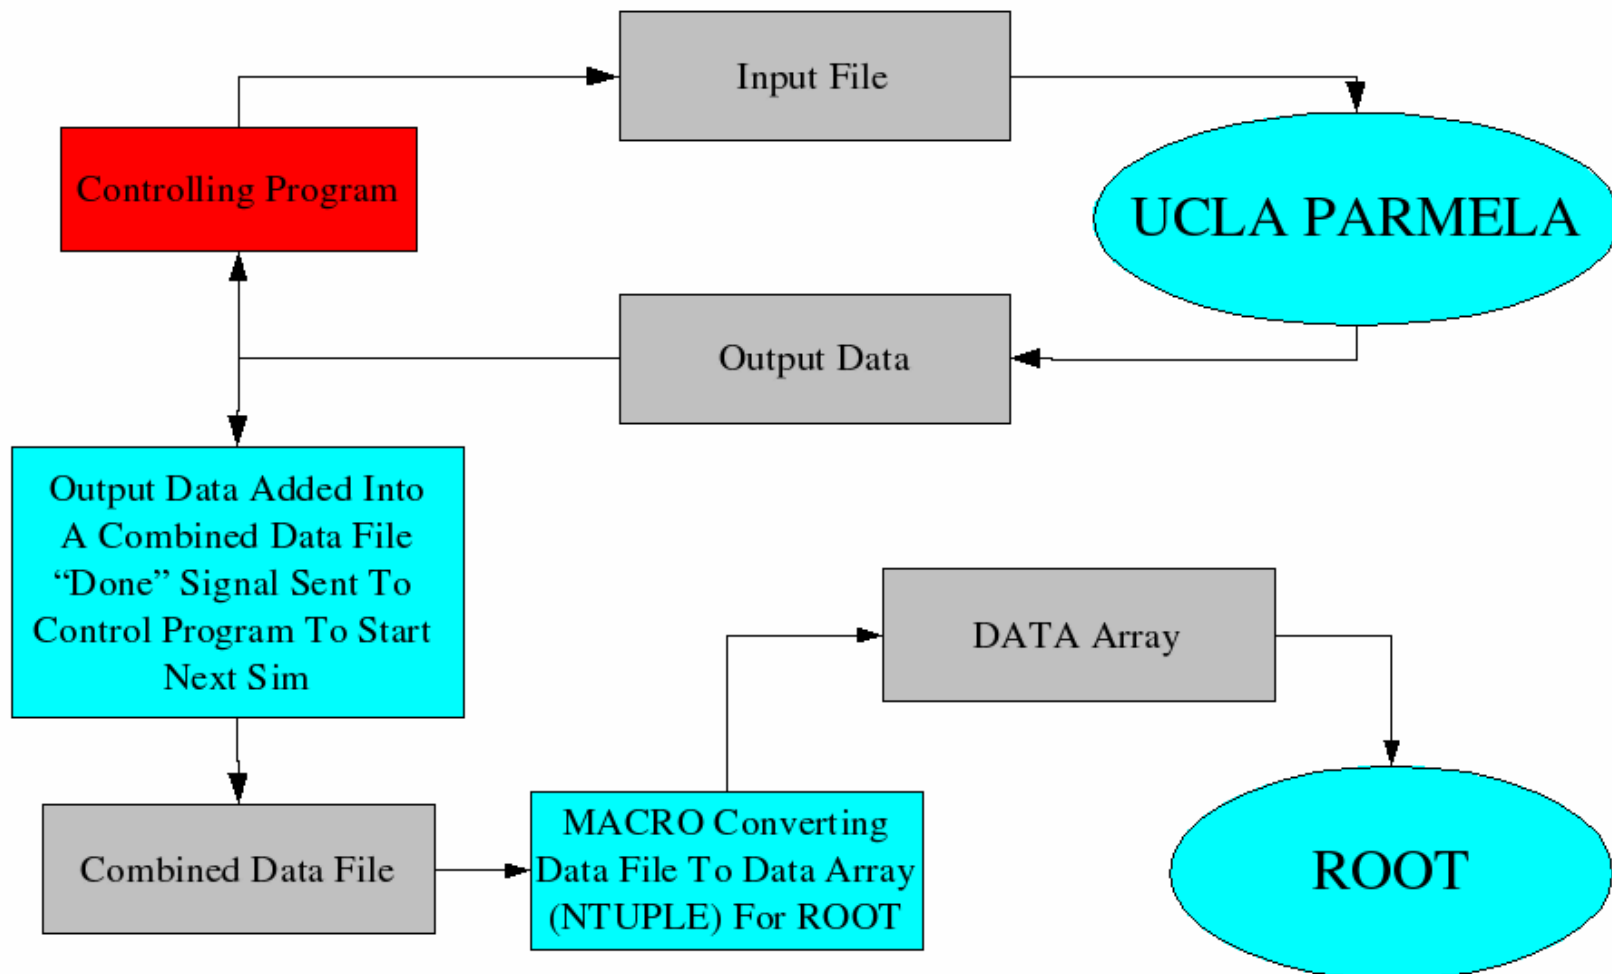 Input File
Controlling Program
UCLA PARMELA
Output Data
Output Data Added Into
A Combined Data File
“Done” Signal Sent To
Control Program To Start
Next Sim
DATA Array
Combined Data File
MACRO Converting
Data File To Data Array
(NTUPLE) For ROOT
ROOT